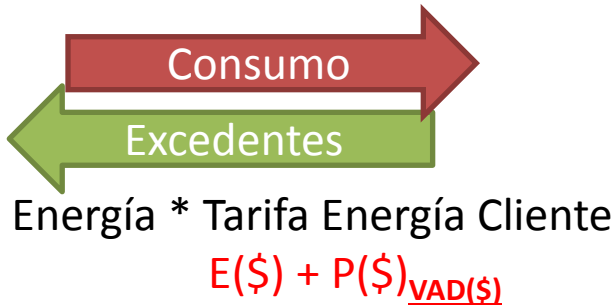 Consumo
Excedentes
Energía * Tarifa Energía Cliente
E($) + P($)VAD($)